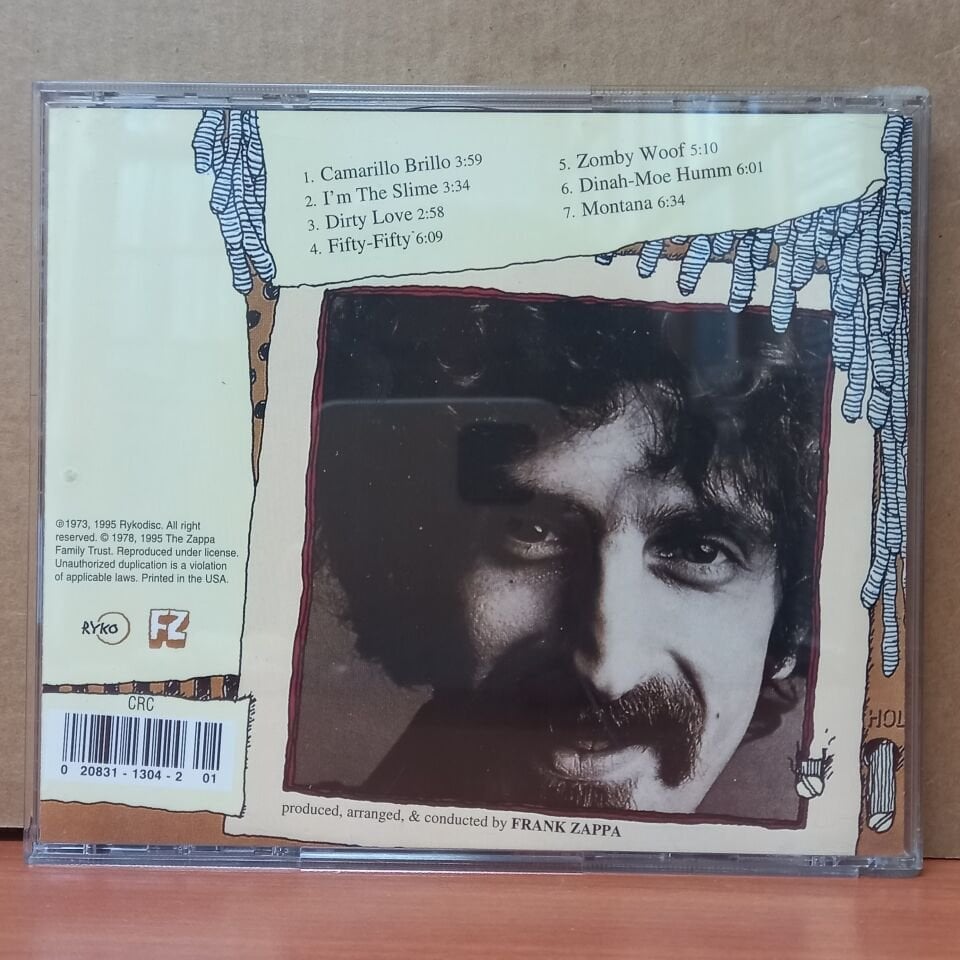 1. Camarillo Brillo 3:59
2. I'm The Slime 3:34
3. Dirty Love 2:58
4. Fifty-Fifty 6:09
5. Zomby Woof 5:10
6. Dinah-Moe Humm 6:01
7. Montana 6:34
℗1973, 1995 Rykodisc. All right
reserved. © 1978, 1995 The Zappa
Family Trust. Reproduced under license.
Unauthorized duplication is a violation
of applicable laws. Printed in the USA.
RYKO
FZ
CRC
0 20831 - 1304 - 2 01
HOL
produced, arranged, & conducted by FRANK ZAPPA